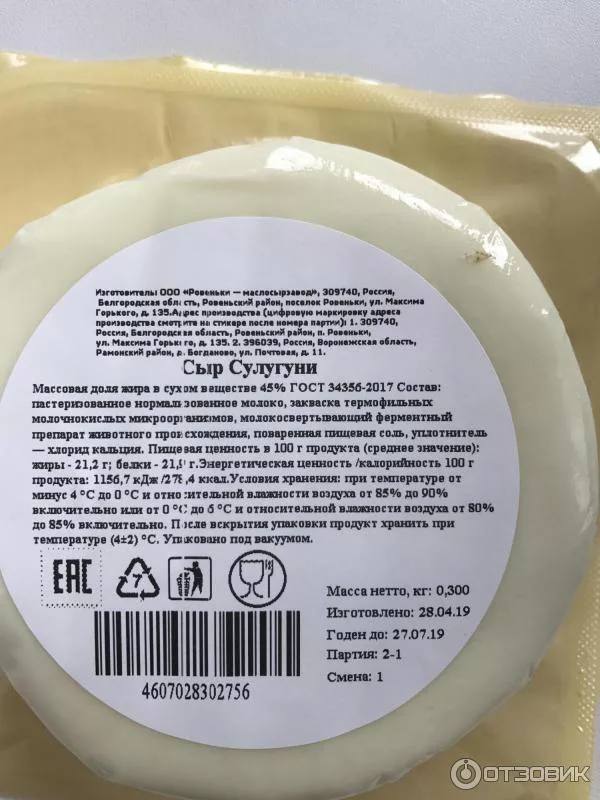 Изготовитель: ООО «Ровеньки — маслосырзавод», 309740, Россия,
Белгородская область, Ровеньский район, поселок Ровеньки, ул. Максима
Горького, д. 135.Адрес производства (цифровую маркировку адреса
производства смотрите на стикере после номера партии): 1. 309740,
Россия, Белгородская область, Ровеньский район, п. Ровеньки,
ул. Максима Горького, д. 135. 2. 396039, Россия, Воронежская область,
Рамонский район, д. Богданово, ул. Почтовая, д. 11.
Сыр Сулугуни
Массовая доля жира в сухом веществе 45% ГОСТ 34356-2017 Состав:
пастеризованное нормализованное молоко, закваска термофильных
молочнокислых микроорганизмов, молокосвертывающий ферментный
препарат животного происхождения, поваренная пищевая соль, уплотнитель
— хлорид кальция. Пищевая ценность в 100 г продукта (среднее значение):
жиры - 21,2 г; белки - 21,9 г.Энергетическая ценность /калорийность 100 г
продукта: 1156,7 кДж /278,4 ккал.Условия хранения: при температуре от
минус 4 °С до 0 °С и относительной влажности воздуха от 85% до 90%
включительно или от 0 °С до 6 °С и относительной влажности воздуха от 80%
до 85% включительно. После вскрытия упаковки продукт хранить при
температуре (4±2) °С. Упаковано под вакуумом.
EAC
7
Масса нетто, кг: 0,300
Изготовлено: 28.04.19
Годен до: 27.07.19
Партия: 2-1
Смена: 1
4607028302756
ОТЗОВИК